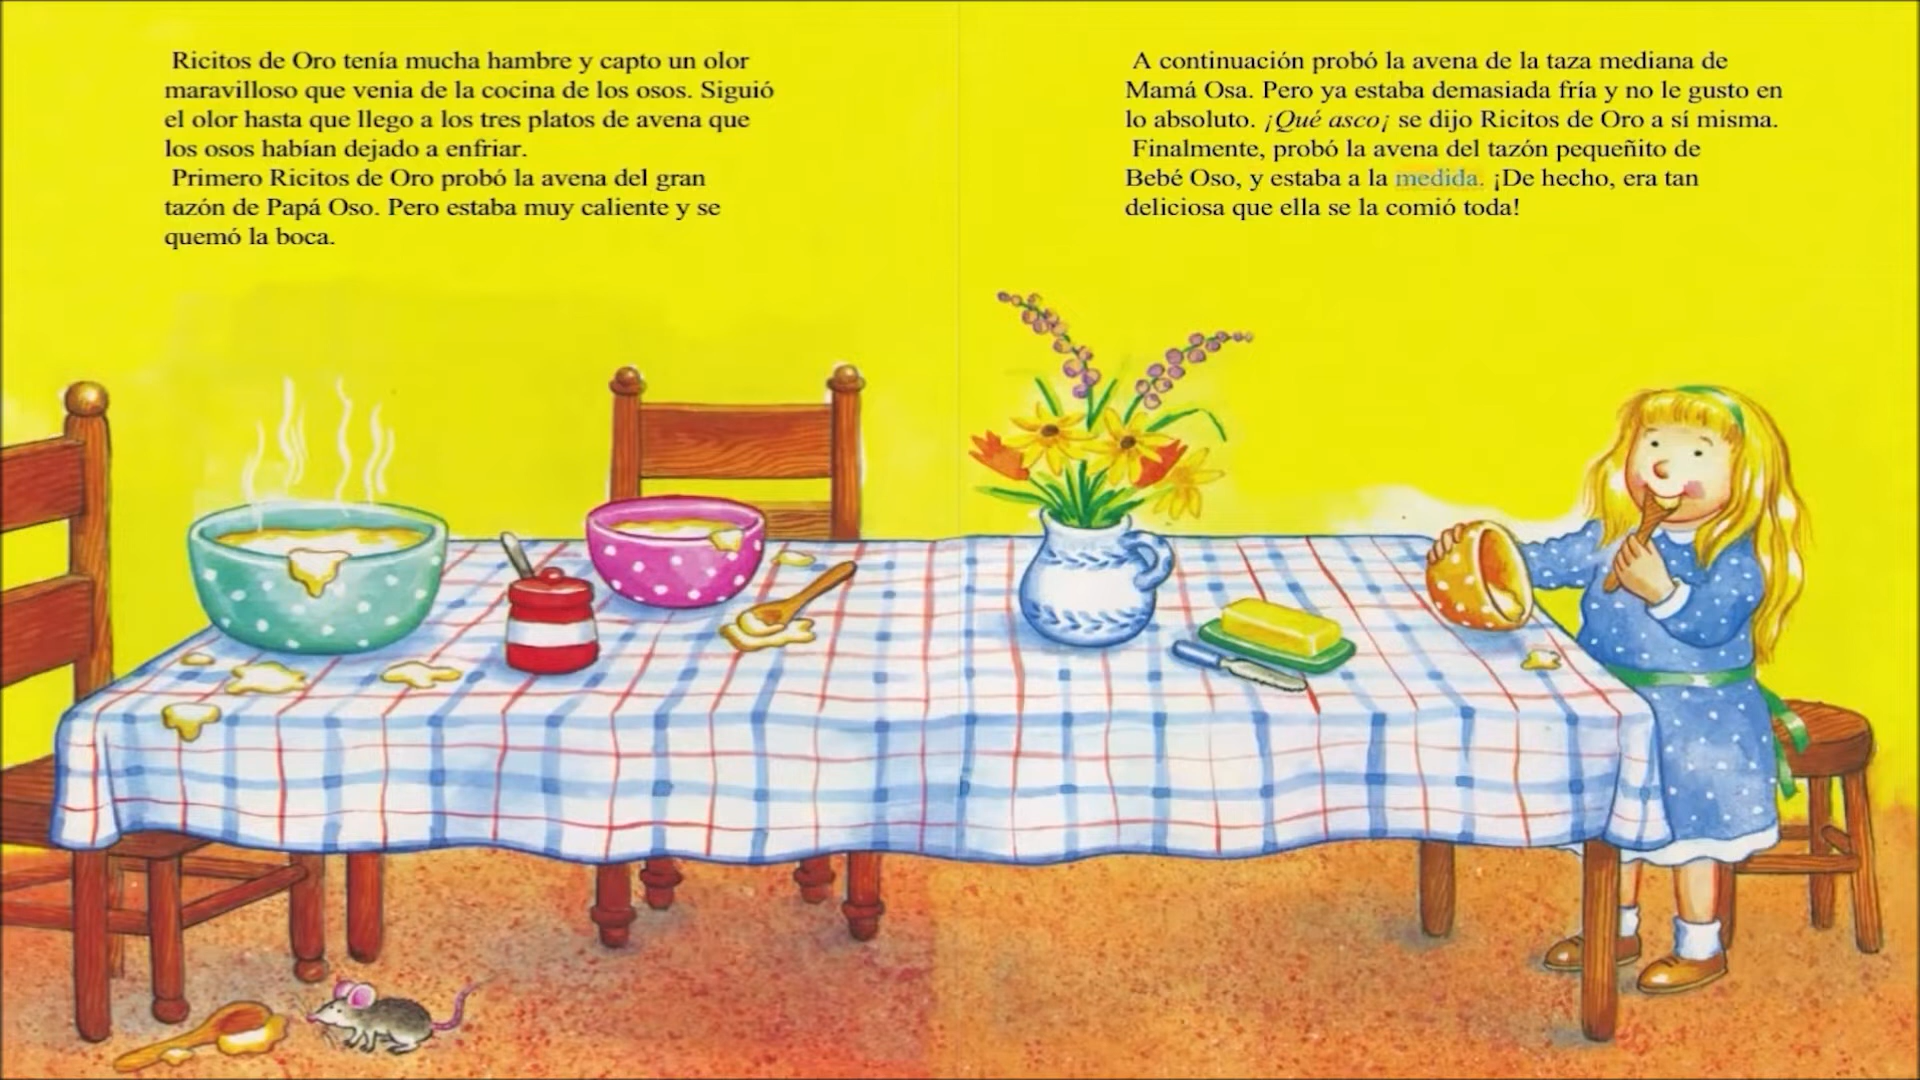 Ricitos de Oro tenía mucha hambre y capto un olor
maravilloso que venia de la cocina de los osos. Siguió
el olor hasta que llego a los tres platos de avena que
los osos habían dejado a enfriar.
Primero Ricitos de Oro probó la avena del gran
tazón de Papá Oso. Pero estaba muy caliente y se
quemó la boca.
A continuación probó la avena de la taza mediana de
Mamá Osa. Pero ya estaba demasiada fría y no le gusto en
lo absoluto. ¡Qué asco¡ se dijo Ricitos de Oro a sí misma.
Finalmente, probó la avena del tazón pequeñito de
Bebé Oso, y estaba a la medida. ¡De hecho, era tan
deliciosa que ella se la comió toda!